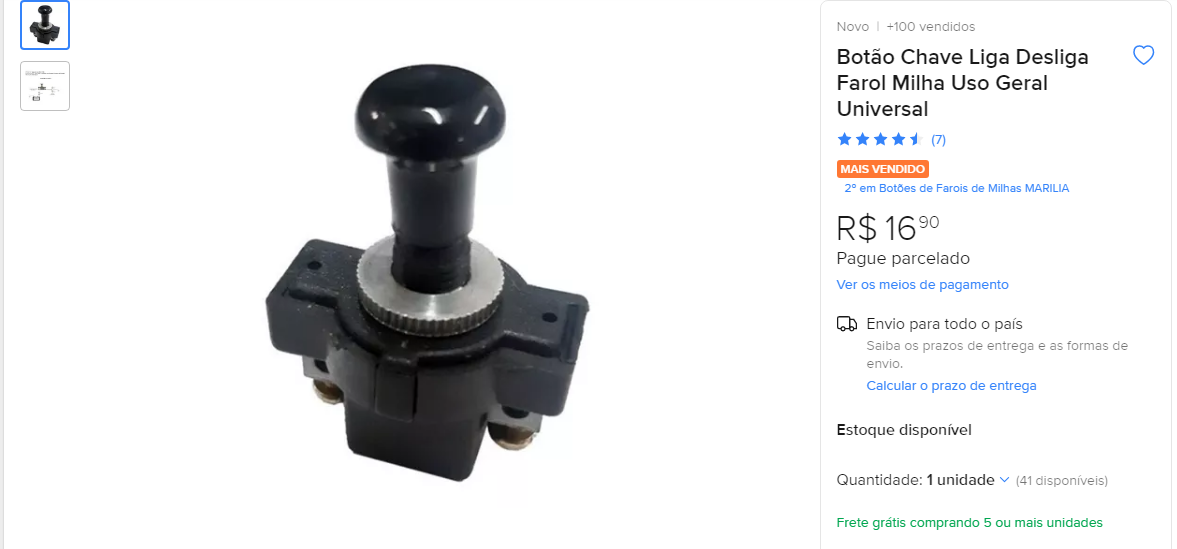 Novo | +100 vendidos
Botão Chave Liga Desliga
Farol Milha Uso Geral
Universal
(7)
MAIS VENDIDO
2º em Botões de Farois de Milhas MARILIA
R$ 16 90
Pague parcelado
Ver os meios de pagamento
Envio para todo o país
Saiba os prazos de entrega e as formas de
envio.
Calcular o prazo de entrega
Estoque disponível
Quantidade: 1 unidade (41 disponíveis)
Frete grátis comprando 5 ou mais unidades